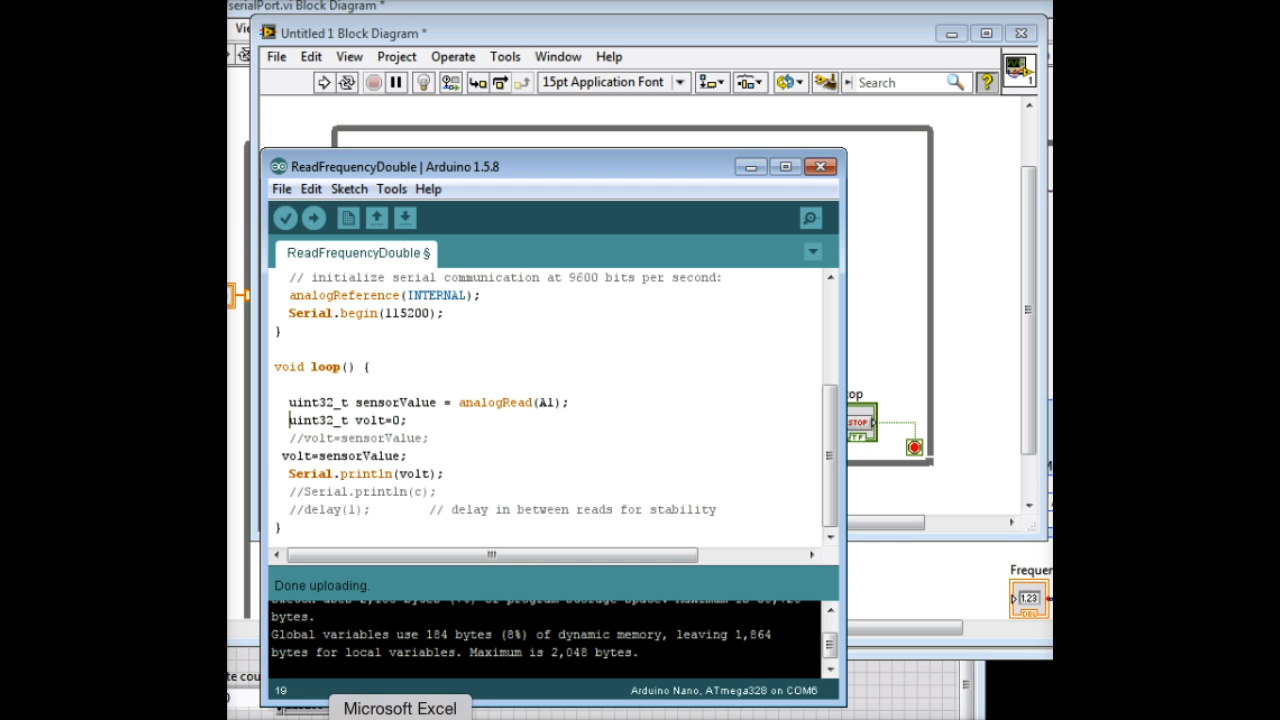 serialPort.vi Block Diagram *
Untitled 1 Block Diagram *
File Edit View Project Operate Tools Window Help
15pt Application Font
Search
?
1
ReadFrequencyDouble | Arduino 1.5.8
File Edit Sketch Tools Help
ReadFrequencyDouble §
// initialize serial communication at 9600 bits per second:
analogReference(INTERNAL);
Serial.begin(115200);
}
void loop() {
uint32_t sensorValue = analogRead(A1);
uint32_t volt=0;
//volt=sensorValue;
volt=sensorValue;
Serial.println(volt);
//Serial.println(c);
//delay(1); // delay in between reads for stability
}
STOP
TF
Done uploading.
bytes.
Global variables use 184 bytes (8%) of dynamic memory, leaving 1,864
bytes for local variables. Maximum is 2,048 bytes.
19
Arduino Nano, ATmega328 on COM6
Frequen
1.23
DBL
Microsoft Excel